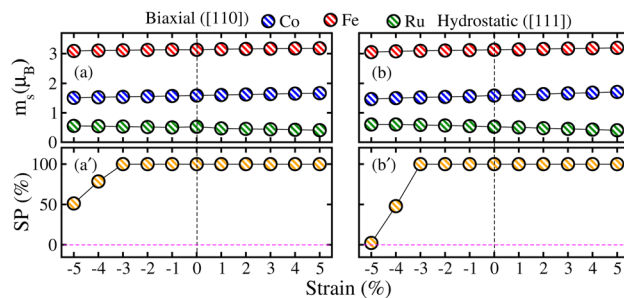 Biaxial ([110]) Co Fe Ru Hydrostatic ([111])
mₛ(μ_B)
3
2
1
0
(a)
(b)
SP (%)
100
50
0
(a′)
(b′)
-5 -4 -3 -2 -1 0 1 2 3 4 5
-5 -4 -3 -2 -1 0 1 2 3 4 5
Strain (%)